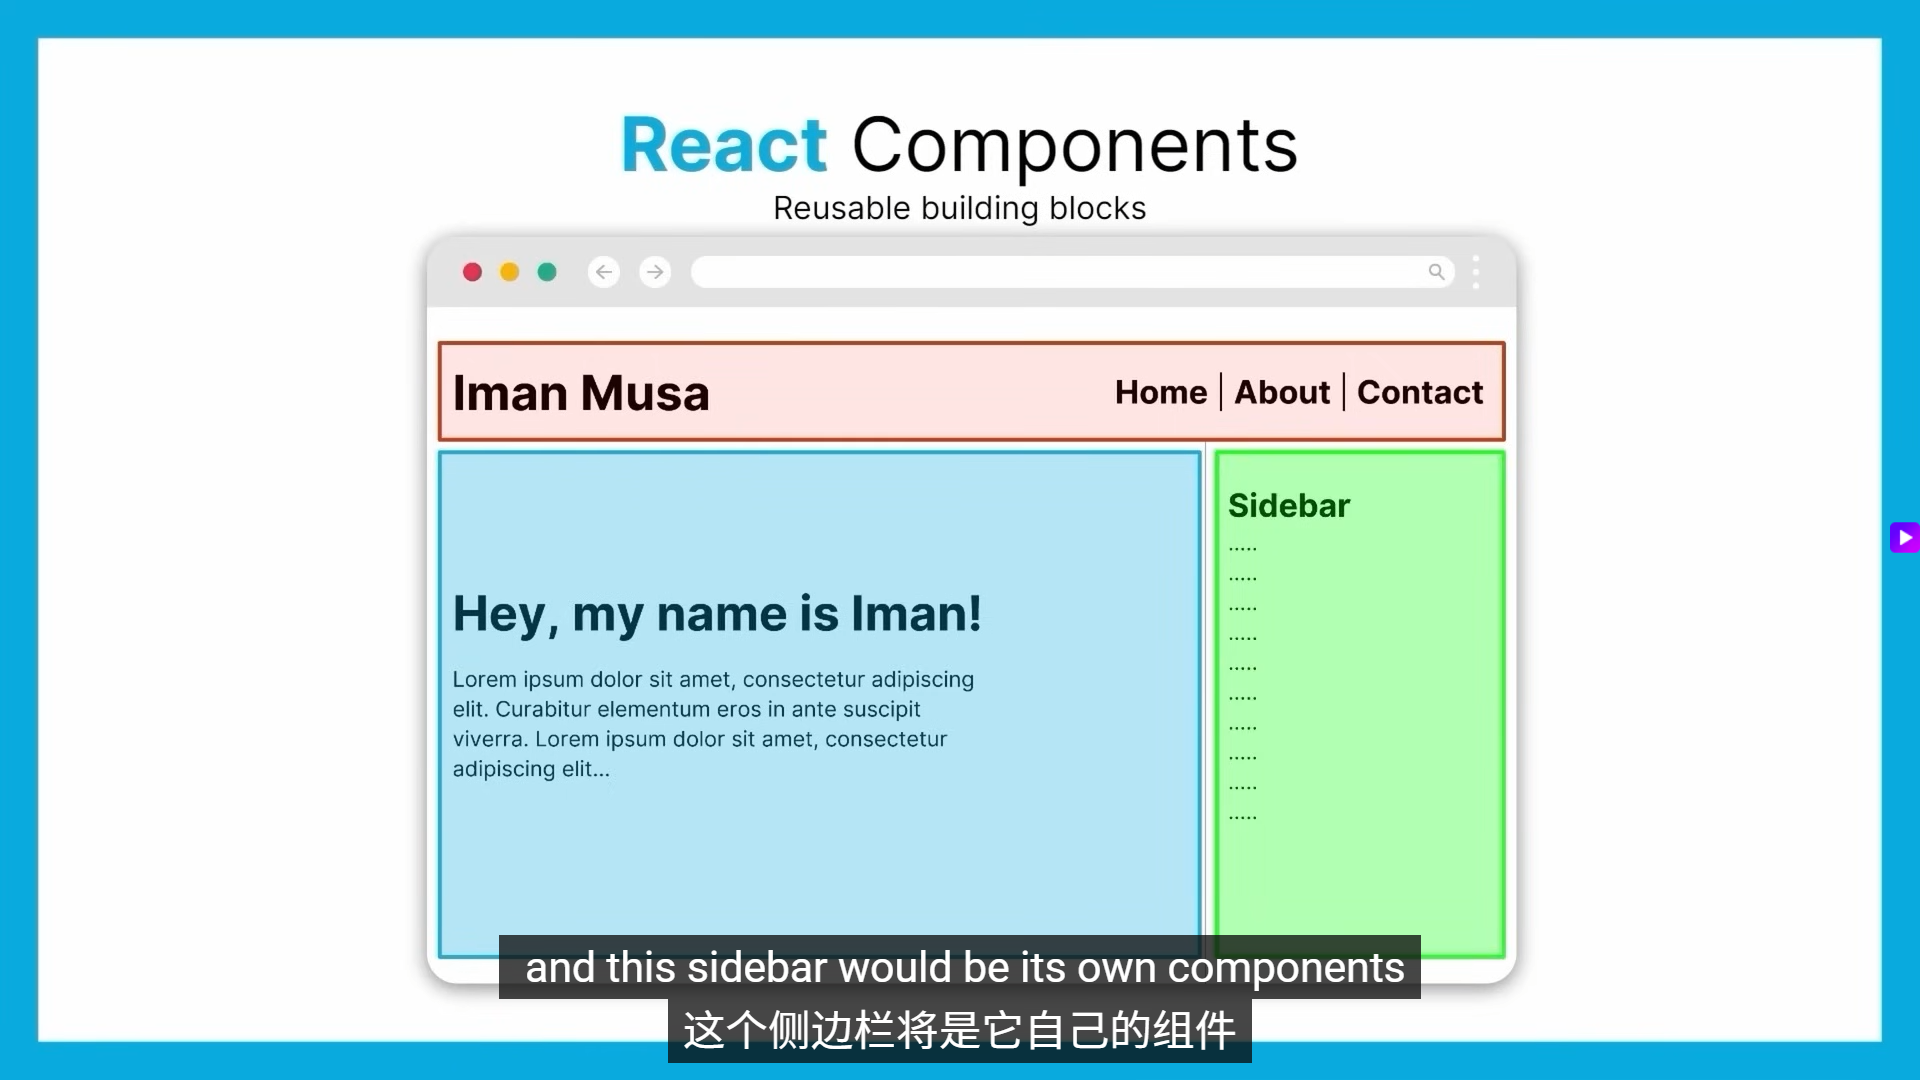 React Components
Reusable building blocks
Iman Musa
Home | About | Contact
Hey, my name is Iman!
Lorem ipsum dolor sit amet, consectetur adipiscing
elit. Curabitur elementum eros in ante suscipit
viverra. Lorem ipsum dolor sit amet, consectetur
adipiscing elit...
Sidebar
.....
.....
.....
.....
.....
.....
.....
.....
.....
.....
and this sidebar would be its own components
这个侧边栏将是它自己的组件